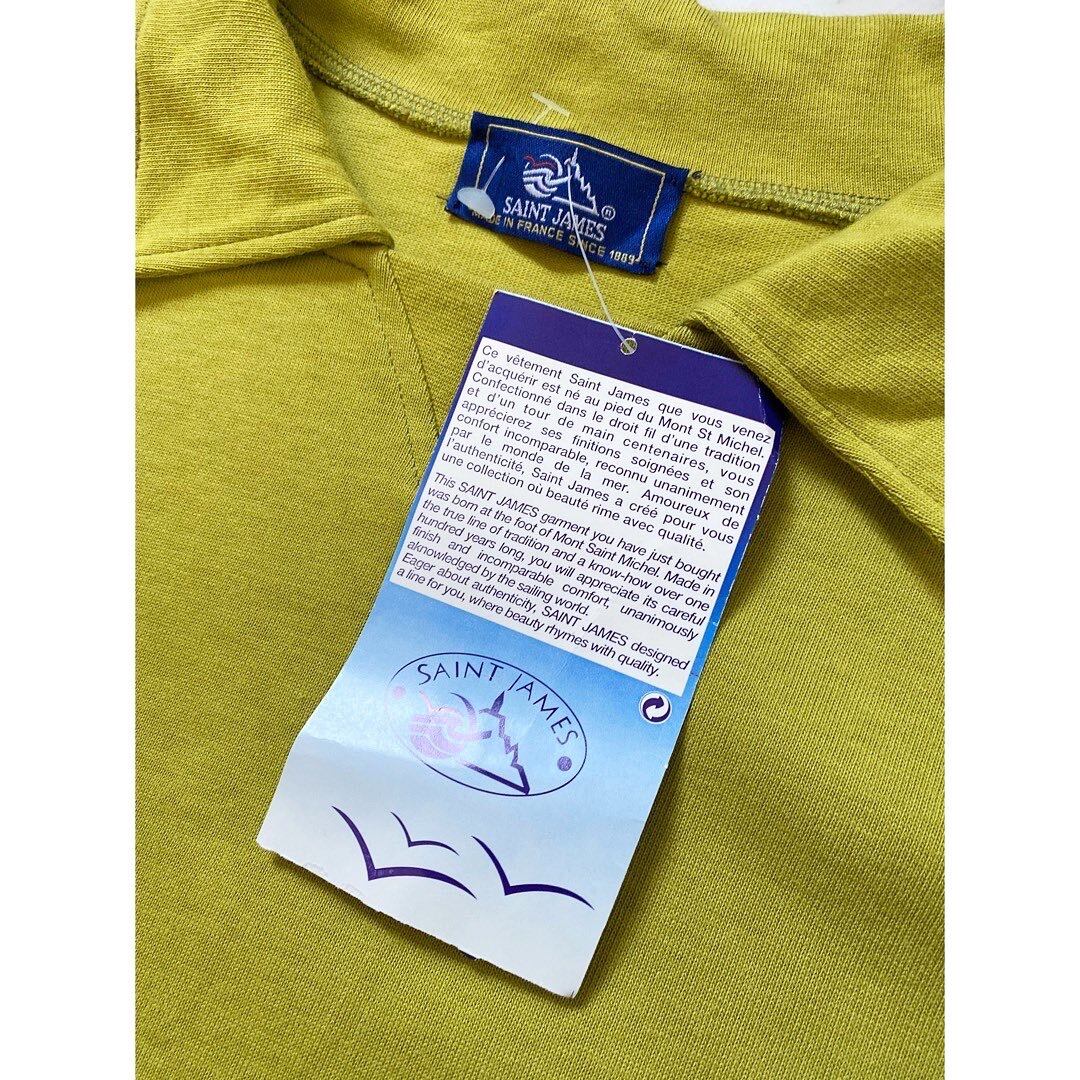 SAINT JAMES ®
MADE IN FRANCE SINCE 1889
Ce vêtement Saint James que vous venez
d'acquérir est né au pied du Mont St Michel.
Confectionné dans le droit fil d'une tradition
et d'un tour de main centenaires, vous
apprécierez ses finitions soignées et son
confort incomparable, reconnu unanimement
par le monde de la mer. Amoureux de
l'authenticité, Saint James a créé pour vous
une collection où beauté rime avec qualité.
This SAINT JAMES garment you have just bought
was born at the foot of Mont Saint Michel. Made in
the true line of tradition and a know-how over one
hundred years long, you will appreciate its careful
finish and incomparable comfort, unanimously
aknowledged by the sailing world.
Eager about authenticity, SAINT JAMES designed
a line for you, where beauty rhymes with quality.
SAINT JAMES